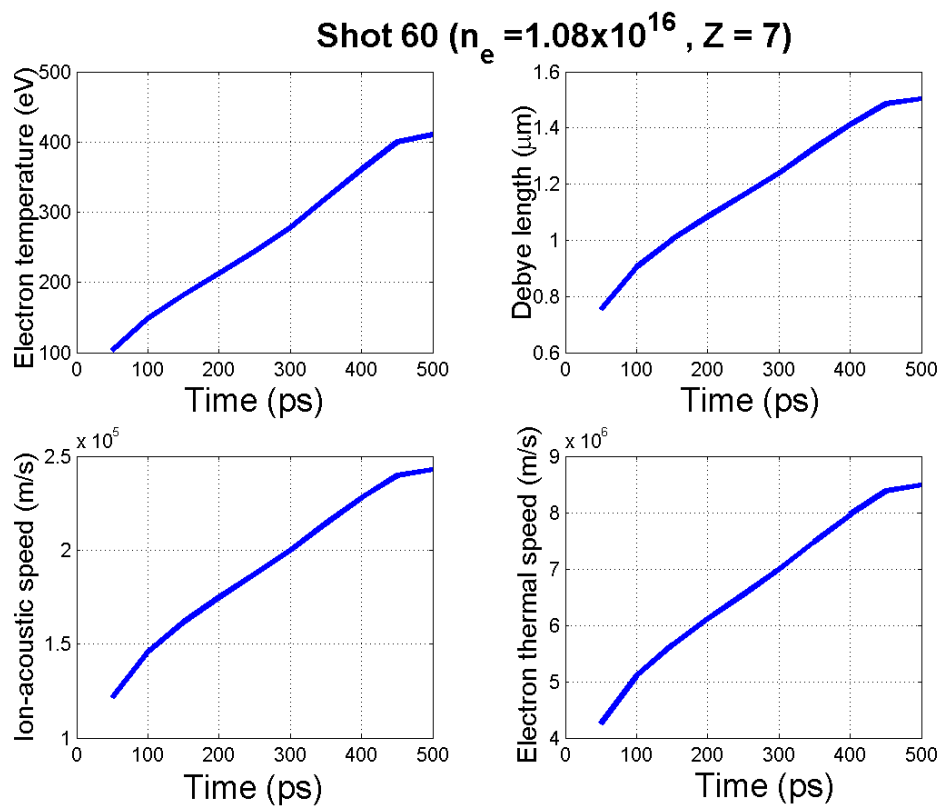 Shot 60 (n_e =1.08x10^16 , Z = 7)
Electron temperature (eV)
500
400
300
200
100
0 100 200 300 400 500
Time (ps)
Debye length (μm)
1.6
1.4
1.2
1
0.8
0.6
0 100 200 300 400 500
Time (ps)
Ion-acoustic speed (m/s)
x 10^5
2.5
2
1.5
1
0 100 200 300 400 500
Time (ps)
Electron thermal speed (m/s)
x 10^6
9
8
7
6
5
4
0 100 200 300 400 500
Time (ps)